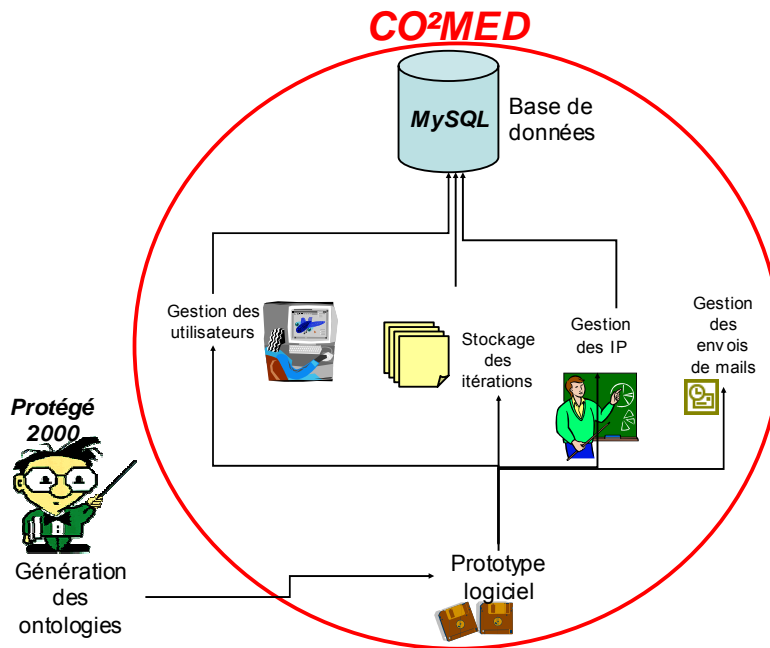 CO²MED
MySQL
Base de
données
Gestion des
utilisateurs
Stockage
des
itérations
Gestion
des IP
Gestion
des
envois
de mails
Protégé
2000
Génération
des
ontologies
Prototype
logiciel